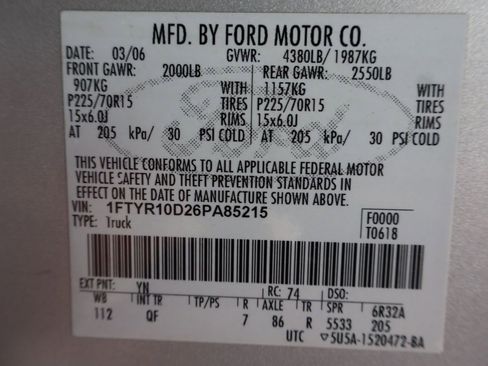 MFD. BY FORD MOTOR CO.
DATE: 03/06 GVWR: 4380LB/1987KG
FRONT GAWR: 2000LB REAR GAWR: 2550LB
907KG WITH 1157KG WITH
P225/70R15 TIRES P225/70R15 TIRES
15x6.0J RIMS 15x6.0J RIMS
AT 205 kPa/ 30 PSI COLD AT 205 kPa/ 30 PSI COLD
Ford
THIS VEHICLE CONFORMS TO ALL APPLICABLE FEDERAL MOTOR
VEHICLE SAFETY AND THEFT PREVENTION STANDARDS IN
EFFECT ON THE DATE OF MANUFACTURE SHOWN ABOVE.
VIN: 1FTYR10D26PA85215 F0000
TYPE: Truck T0618
EXT PNT: YN RC: 74 DSO:
WB INT TR TP/PS R AXLE TR SPR 6R32A
112 QF 7 86 R 5533 205
UTC ▽5U5A-1520472-BA